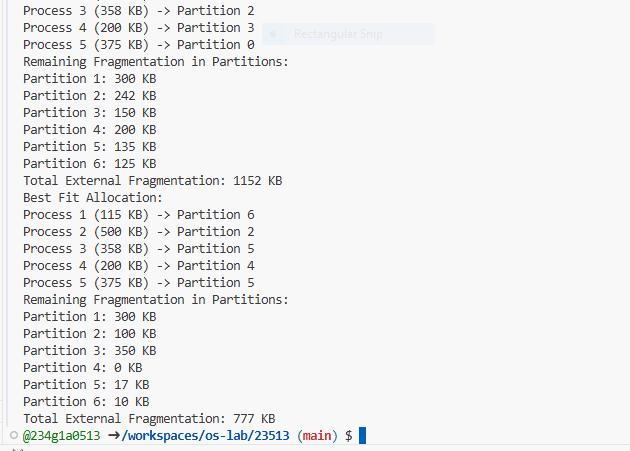 Process 3 (358 KB) -> Partition 2
Process 4 (200 KB) -> Partition 3
Rectangular Snip
Process 5 (375 KB) -> Partition 0
Remaining Fragmentation in Partitions:
Partition 1: 300 KB
Partition 2: 242 KB
Partition 3: 150 KB
Partition 4: 200 KB
Partition 5: 135 KB
Partition 6: 125 KB
Total External Fragmentation: 1152 KB
Best Fit Allocation:
Process 1 (115 KB) -> Partition 6
Process 2 (500 KB) -> Partition 2
Process 3 (358 KB) -> Partition 5
Process 4 (200 KB) -> Partition 4
Process 5 (375 KB) -> Partition 5
Remaining Fragmentation in Partitions:
Partition 1: 300 KB
Partition 2: 100 KB
Partition 3: 350 KB
Partition 4: 0 KB
Partition 5: 17 KB
Partition 6: 10 KB
Total External Fragmentation: 777 KB
@234g1a0513 ➜/workspaces/os-lab/23513 (main) $